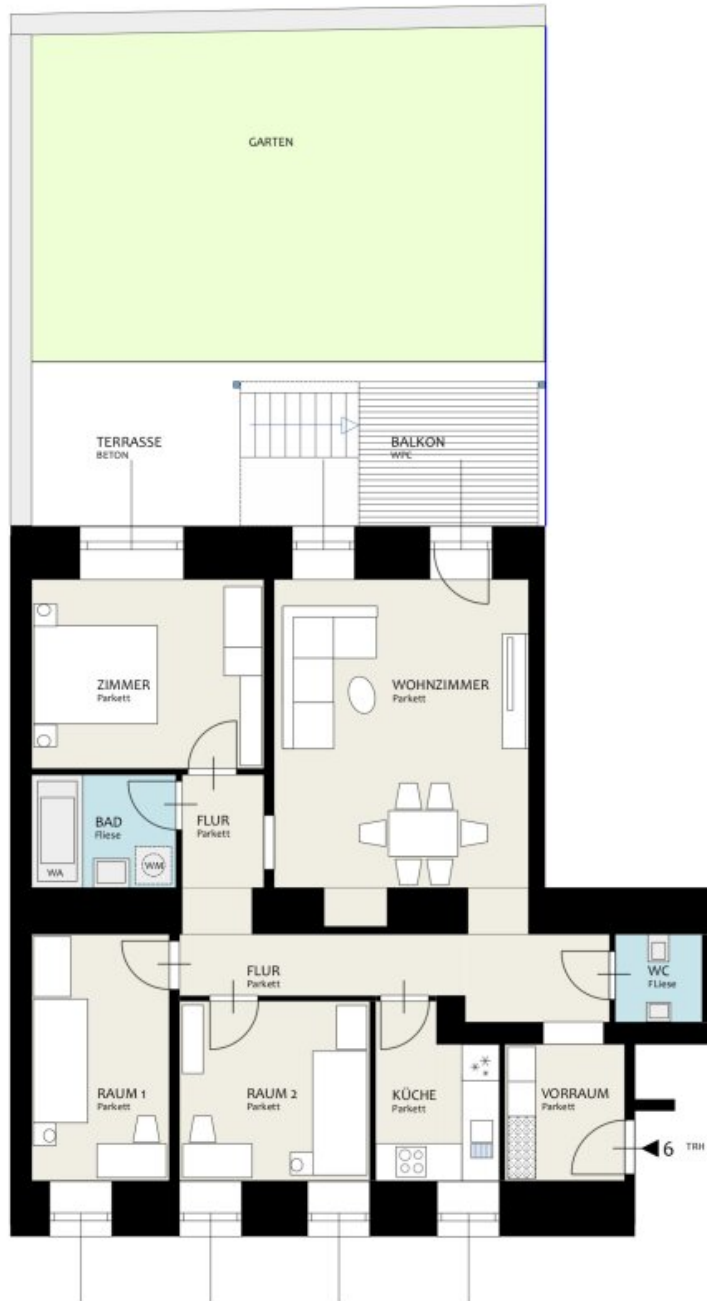 GARTEN
TERRASSE
BETON
BALKON
WPC
ZIMMER
Parkett
WOHNZIMMER
Parkett
BAD
Fliese
WA
WM
FLUR
Parkett
FLUR
Parkett
WC
FLiese
RAUM 1
Parkett
RAUM 2
Parkett
KÜCHE
Parkett
VORRAUM
Parkett
6 TRH